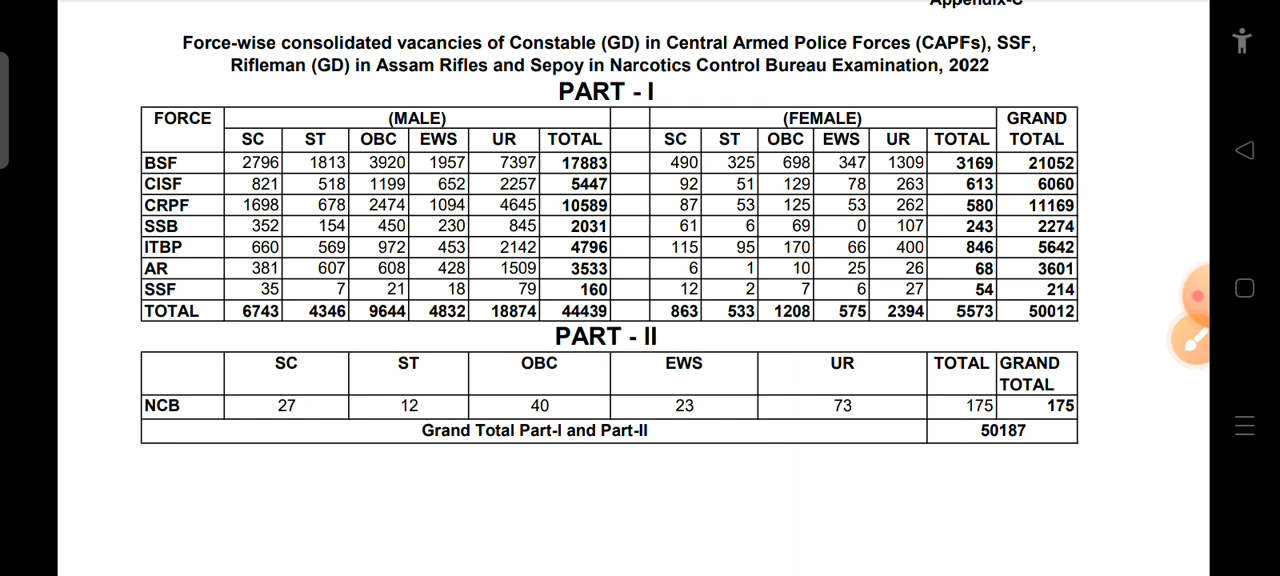 Appendix-C
Force-wise consolidated vacancies of Constable (GD) in Central Armed Police Forces (CAPFs), SSF,
Rifleman (GD) in Assam Rifles and Sepoy in Narcotics Control Bureau Examination, 2022
PART - I
FORCE (MALE) (FEMALE) GRAND
SC ST OBC EWS UR TOTAL SC ST OBC EWS UR TOTAL TOTAL
BSF 2796 1813 3920 1957 7397 17883 490 325 698 347 1309 3169 21052
CISF 821 518 1199 652 2257 5447 92 51 129 78 263 613 6060
CRPF 1698 678 2474 1094 4645 10589 87 53 125 53 262 580 11169
SSB 352 154 450 230 845 2031 61 6 69 0 107 243 2274
ITBP 660 569 972 453 2142 4796 115 95 170 66 400 846 5642
AR 381 607 608 428 1509 3533 6 1 10 25 26 68 3601
SSF 35 7 21 18 79 160 12 2 7 6 27 54 214
TOTAL 6743 4346 9644 4832 18874 44439 863 533 1208 575 2394 5573 50012
PART - II
SC ST OBC EWS UR TOTAL GRAND
TOTAL
NCB 27 12 40 23 73 175 175
Grand Total Part-I and Part-II 50187